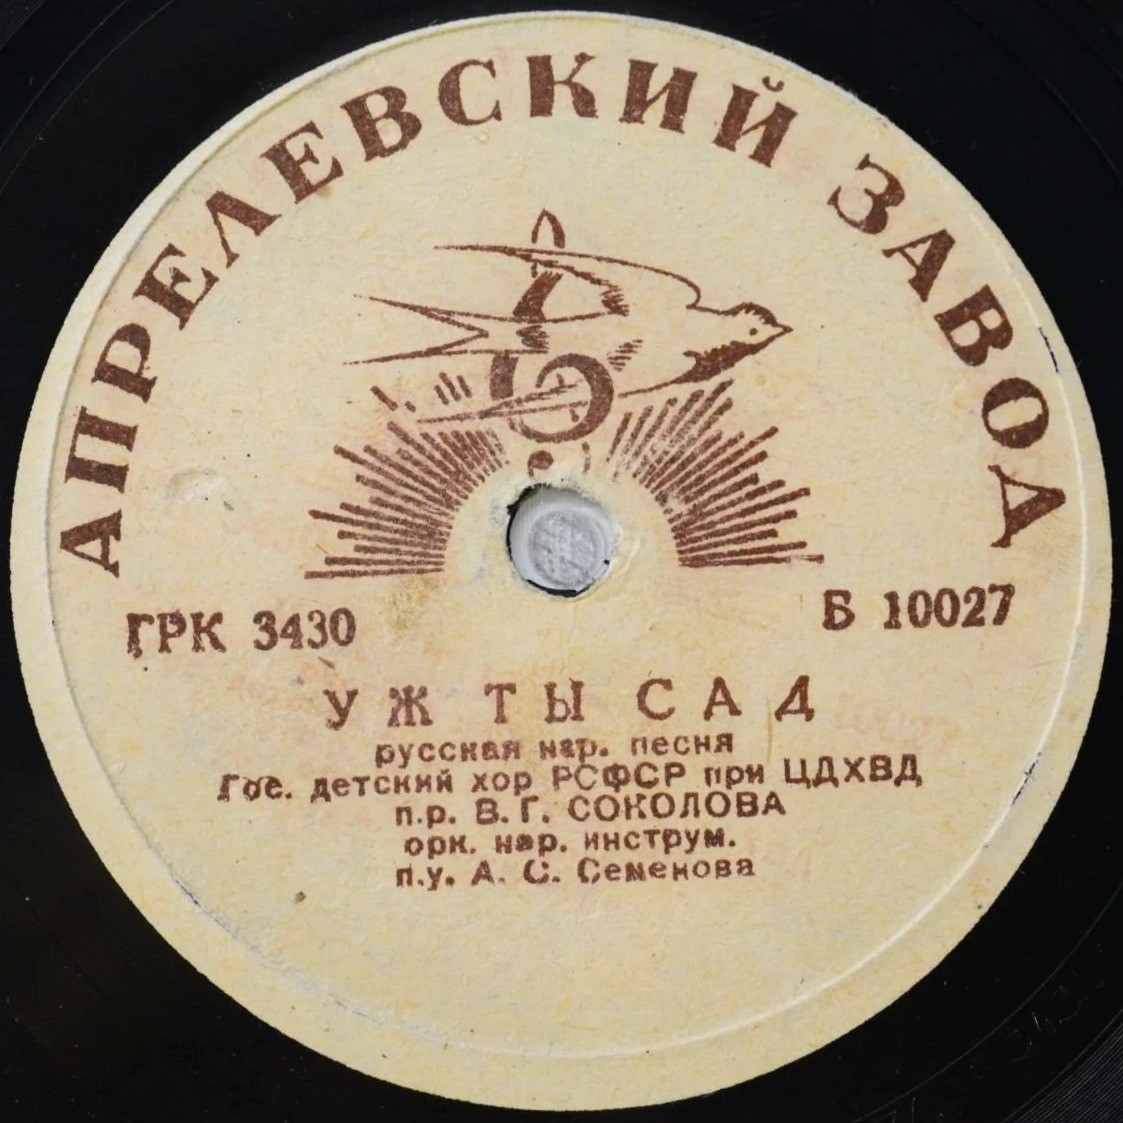 АПРЕЛЕВСКИЙ ЗАВОД
ГРК 3430
Б 10027
УЖ ТЫ САД
русская нар. песня
Гос. детский хор РСФСР при ЦДХВД
п.р. В.Г. СОКОЛОВА
орк. нар. инструм.
п.у. А. С. Семенова